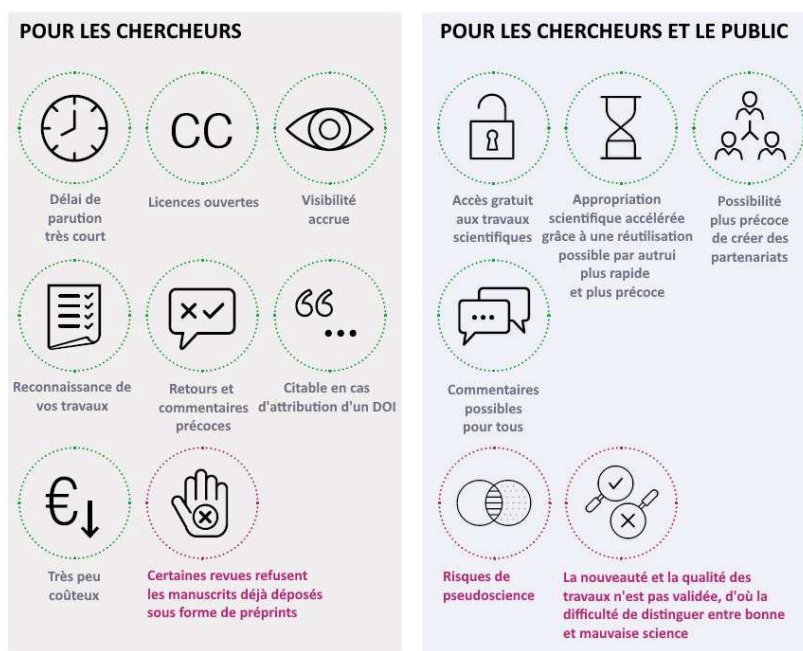 POUR LES CHERCHEURS
Délai de
parution
très court
CC
Licences ouvertes
Visibilité
accrue
Reconnaissance de
vos travaux
Retours et
commentaires
précoces
Citable en cas
d'attribution d'un DOI
€
Très peu
coûteux
Certaines revues refusent
les manuscrits déjà déposés
sous forme de préprints
POUR LES CHERCHEURS ET LE PUBLIC
Accès gratuit
aux travaux
scientifiques
Appropriation
scientifique accélérée
grâce à une réutilisation
possible par autrui
plus rapide
et plus précoce
Possibilité
plus précoce
de créer des
partenariats
Commentaires
possibles
pour tous
Risques de
pseudoscience
La nouveauté et la qualité des
travaux n'est pas validée, d'où la
difficulté de distinguer entre bonne
et mauvaise science